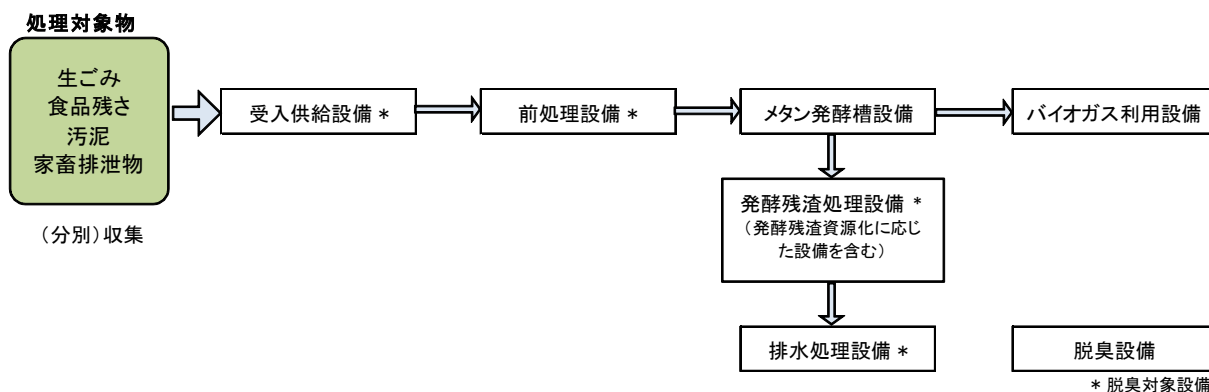 処理対象物
生ごみ
食品残さ
汚泥
家畜排泄物
(分別)収集
受入供給設備 *
前処理設備 *
メタン発酵槽設備
バイオガス利用設備
発酵残渣処理設備 *
(発酵残渣資源化に応じ
た設備を含む)
排水処理設備 *
脱臭設備
* 脱臭対象設備